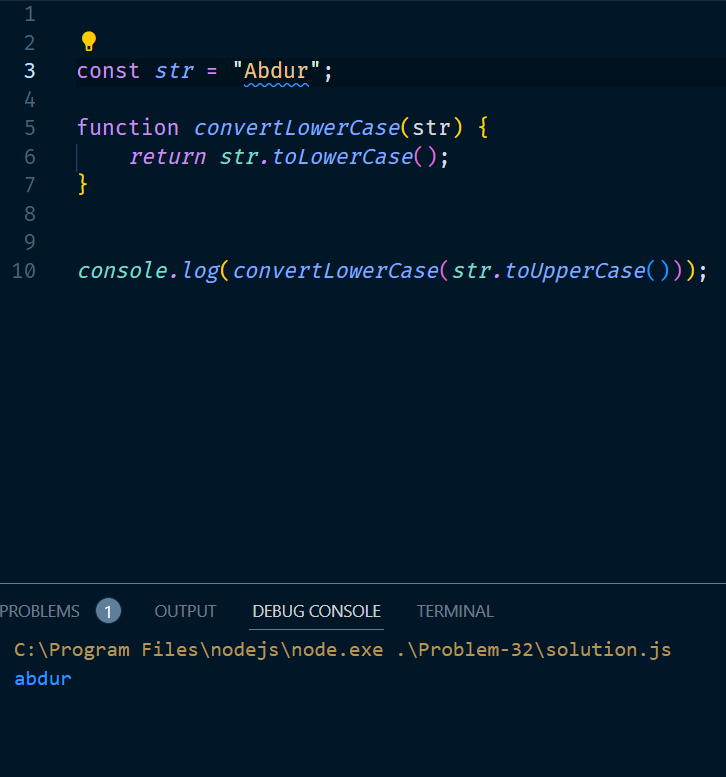 1
2
3 const str = "Abdur";
4
5 function convertLowerCase(str) {
6     return str.toLowerCase();
7 }
8
9
10 console.log(convertLowerCase(str.toUpperCase()));
PROBLEMS 1 OUTPUT DEBUG CONSOLE TERMINAL
C:\Program Files\nodejs\node.exe .\Problem-32\solution.js
abdur